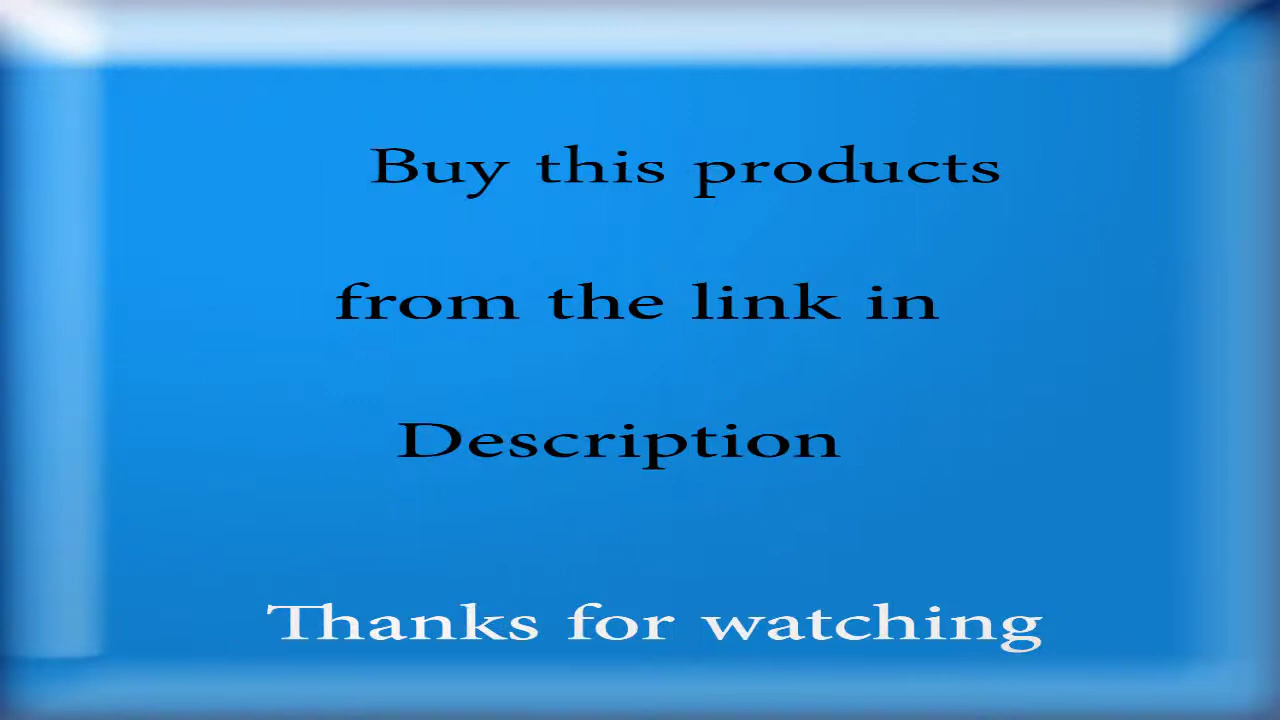 Buy this products
from the link in
Description
Thanks for watching